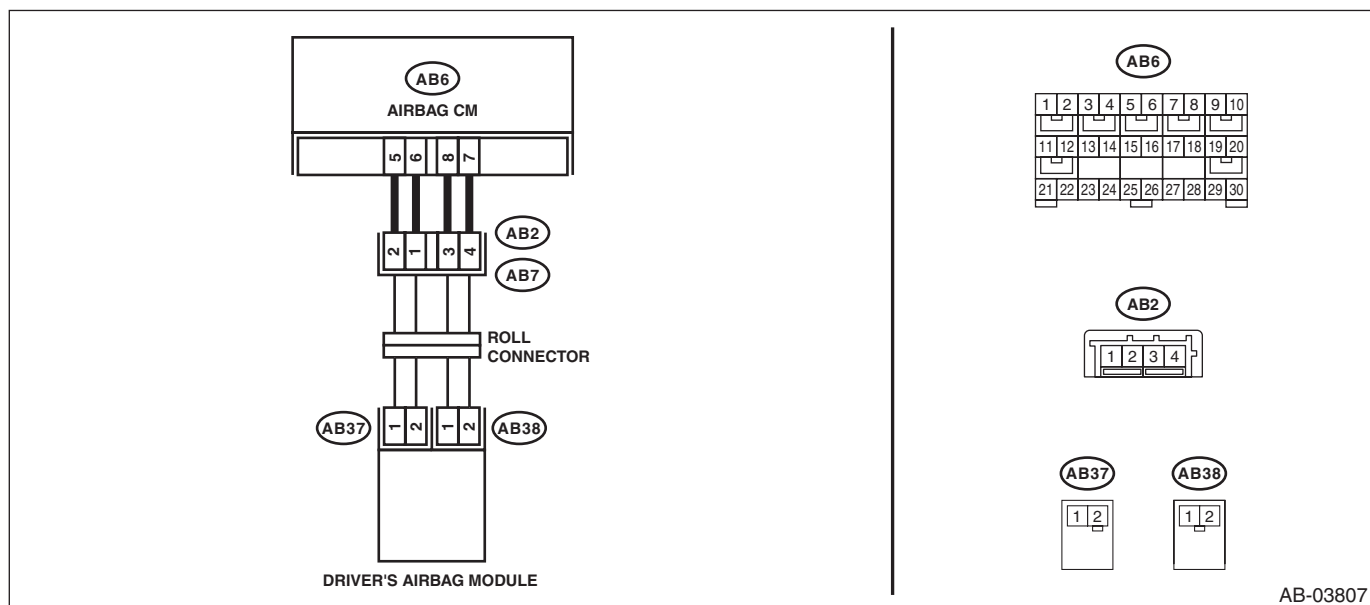 AB6
AIRBAG CM
5 6 8 7
2 1 3 4
AB2
AB7
ROLL
CONNECTOR
AB37
1 2 1 2
AB38
DRIVER'S AIRBAG MODULE
AB6
1 2 3 4 5 6 7 8 9 10
11 12 13 14 15 16 17 18 19 20
21 22 23 24 25 26 27 28 29 30
AB2
1 2 3 4
AB37 AB38
1 2 1 2
AB-03807